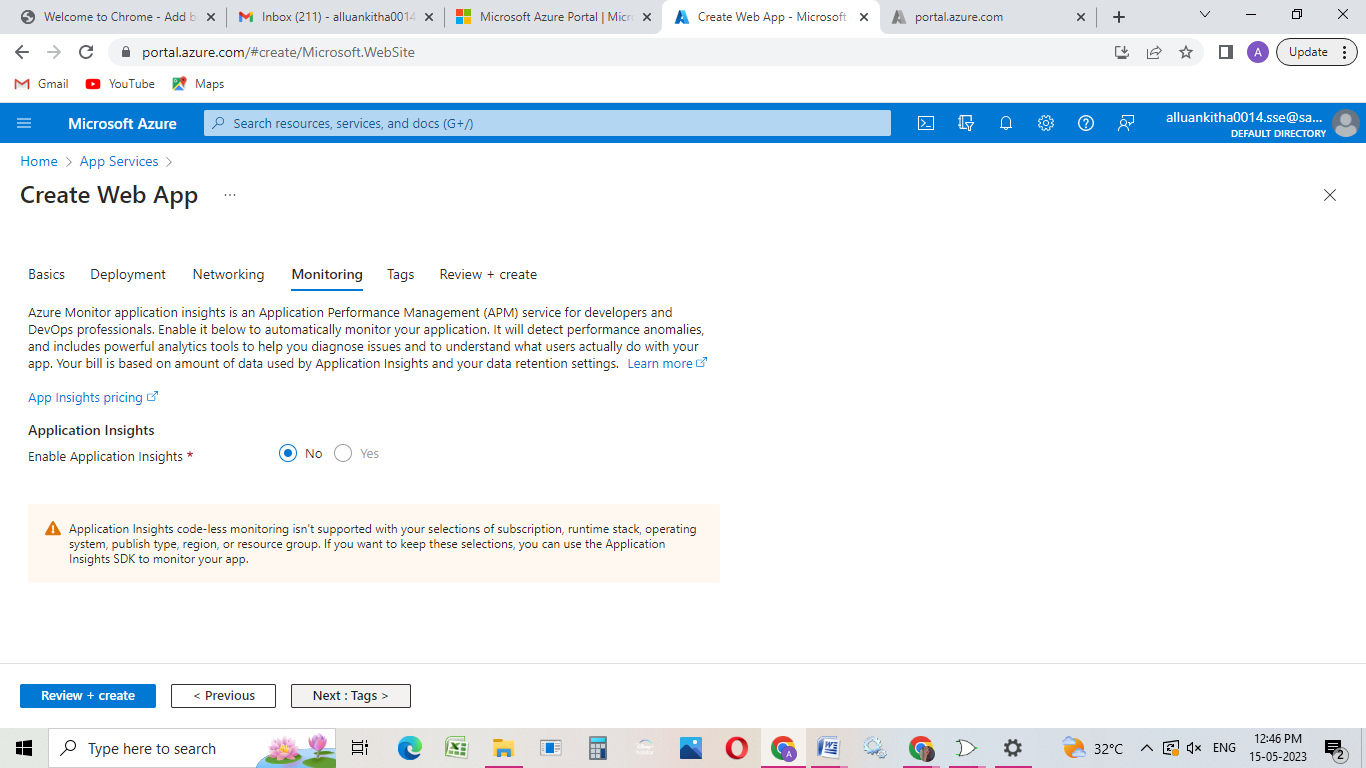 Welcome to Chrome - Add b
Inbox (211) - alluankitha0014
Microsoft Azure Portal | Micr
Create Web App - Microsoft
portal.azure.com
portal.azure.com/#create/Microsoft.WebSite
A
Update
Gmail
YouTube
Maps
Microsoft Azure
Search resources, services, and docs (G+/)
alluankitha0014.sse@sa...
DEFAULT DIRECTORY
Home > App Services >
Create Web App ...
Basics
Deployment
Networking
Monitoring
Tags
Review + create
Azure Monitor application insights is an Application Performance Management (APM) service for developers and
DevOps professionals. Enable it below to automatically monitor your application. It will detect performance anomalies,
and includes powerful analytics tools to help you diagnose issues and to understand what users actually do with your
app. Your bill is based on amount of data used by Application Insights and your data retention settings. Learn more
App Insights pricing
Application Insights
Enable Application Insights *
No
Yes
Application Insights code-less monitoring isn't supported with your selections of subscription, runtime stack, operating
system, publish type, region, or resource group. If you want to keep these selections, you can use the Application
Insights SDK to monitor your app.
Review + create
< Previous
Next : Tags >
Type here to search
32°C
ENG
12:46 PM
15-05-2023
2